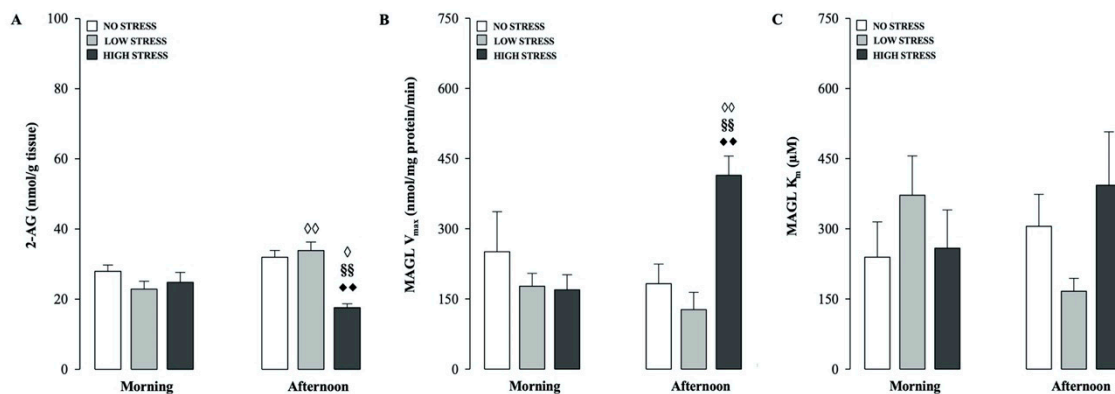 A
NO STRESS
LOW STRESS
HIGH STRESS
2-AG (nmol/g tissue)
100
80
60
40
20
0
◊◊
◊
§§
♦♦
Morning
Afternoon
B
NO STRESS
LOW STRESS
HIGH STRESS
MAGL Vmax (nmol/mg protein/min)
750
600
450
300
150
0
◊◊
§§
♦♦
Morning
Afternoon
C
NO STRESS
LOW STRESS
HIGH STRESS
MAGL Km (µM)
750
600
450
300
150
0
Morning
Afternoon